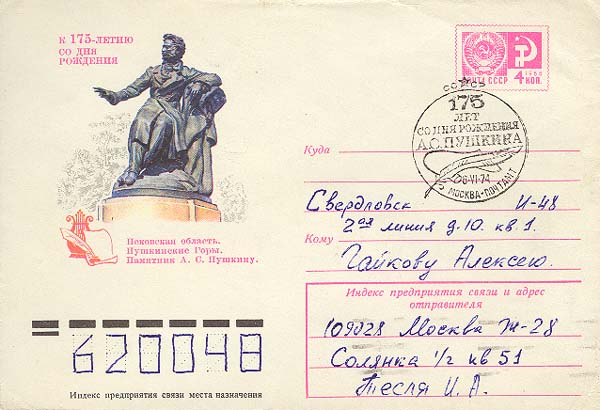 К 175-ЛЕТИЮ
СО ДНЯ
РОЖДЕНИЯ
ПОЧТА СССР
4 КОП.
СССР
175
ЛЕТ
СО ДНЯ РОЖДЕНИЯ
А.С.ПУШКИНА
6-VI-74
МОСКВА-ПОЧТАМТ
Куда
Свердловск И-48
2ая линия д.10. кв.1.
Кому
Гайкову Алексею.
Псковская область.
Пушкинские Горы.
Памятник А. С. Пушкину.
Индекс предприятия связи и адрес
отправителя
109028 Москва Ж-28
Солянка 1/2 кв 51
Тесля И. А.
620048
Индекс предприятия связи места назначения